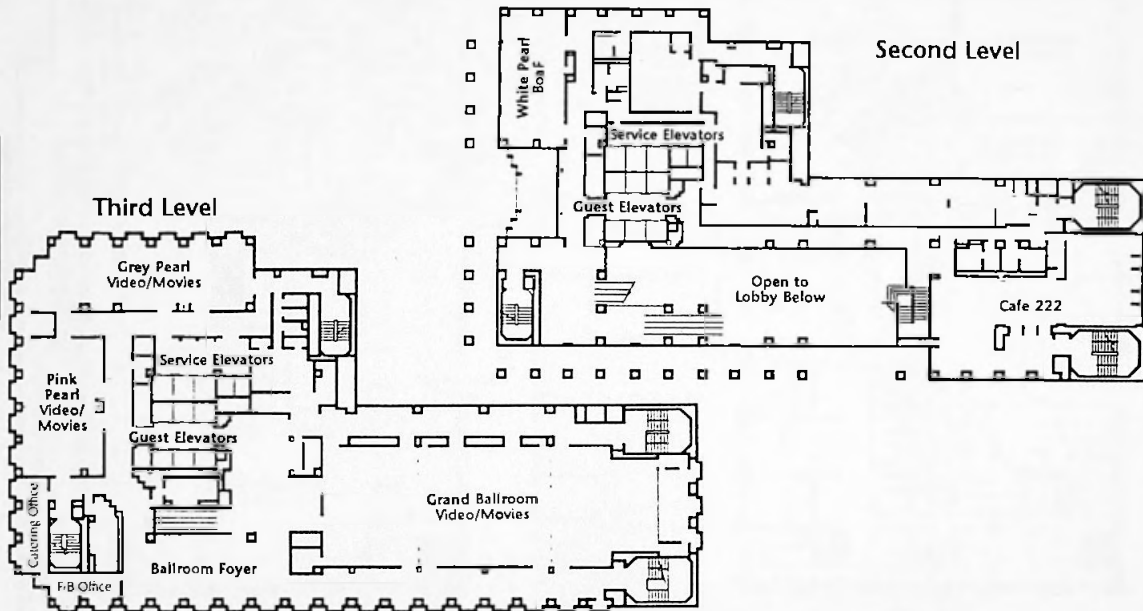 Second Level
White Pearl
BoaF
Service Elevators
Guest Elevators
Open to
Lobby Below
Cafe 222
Third Level
Grey Pearl
Video/Movies
Service Elevators
Pink
Pearl
Video/
Movies
Guest Elevators
Grand Ballroom
Video/Movies
Catering Office
Ballroom Foyer
F&B Office